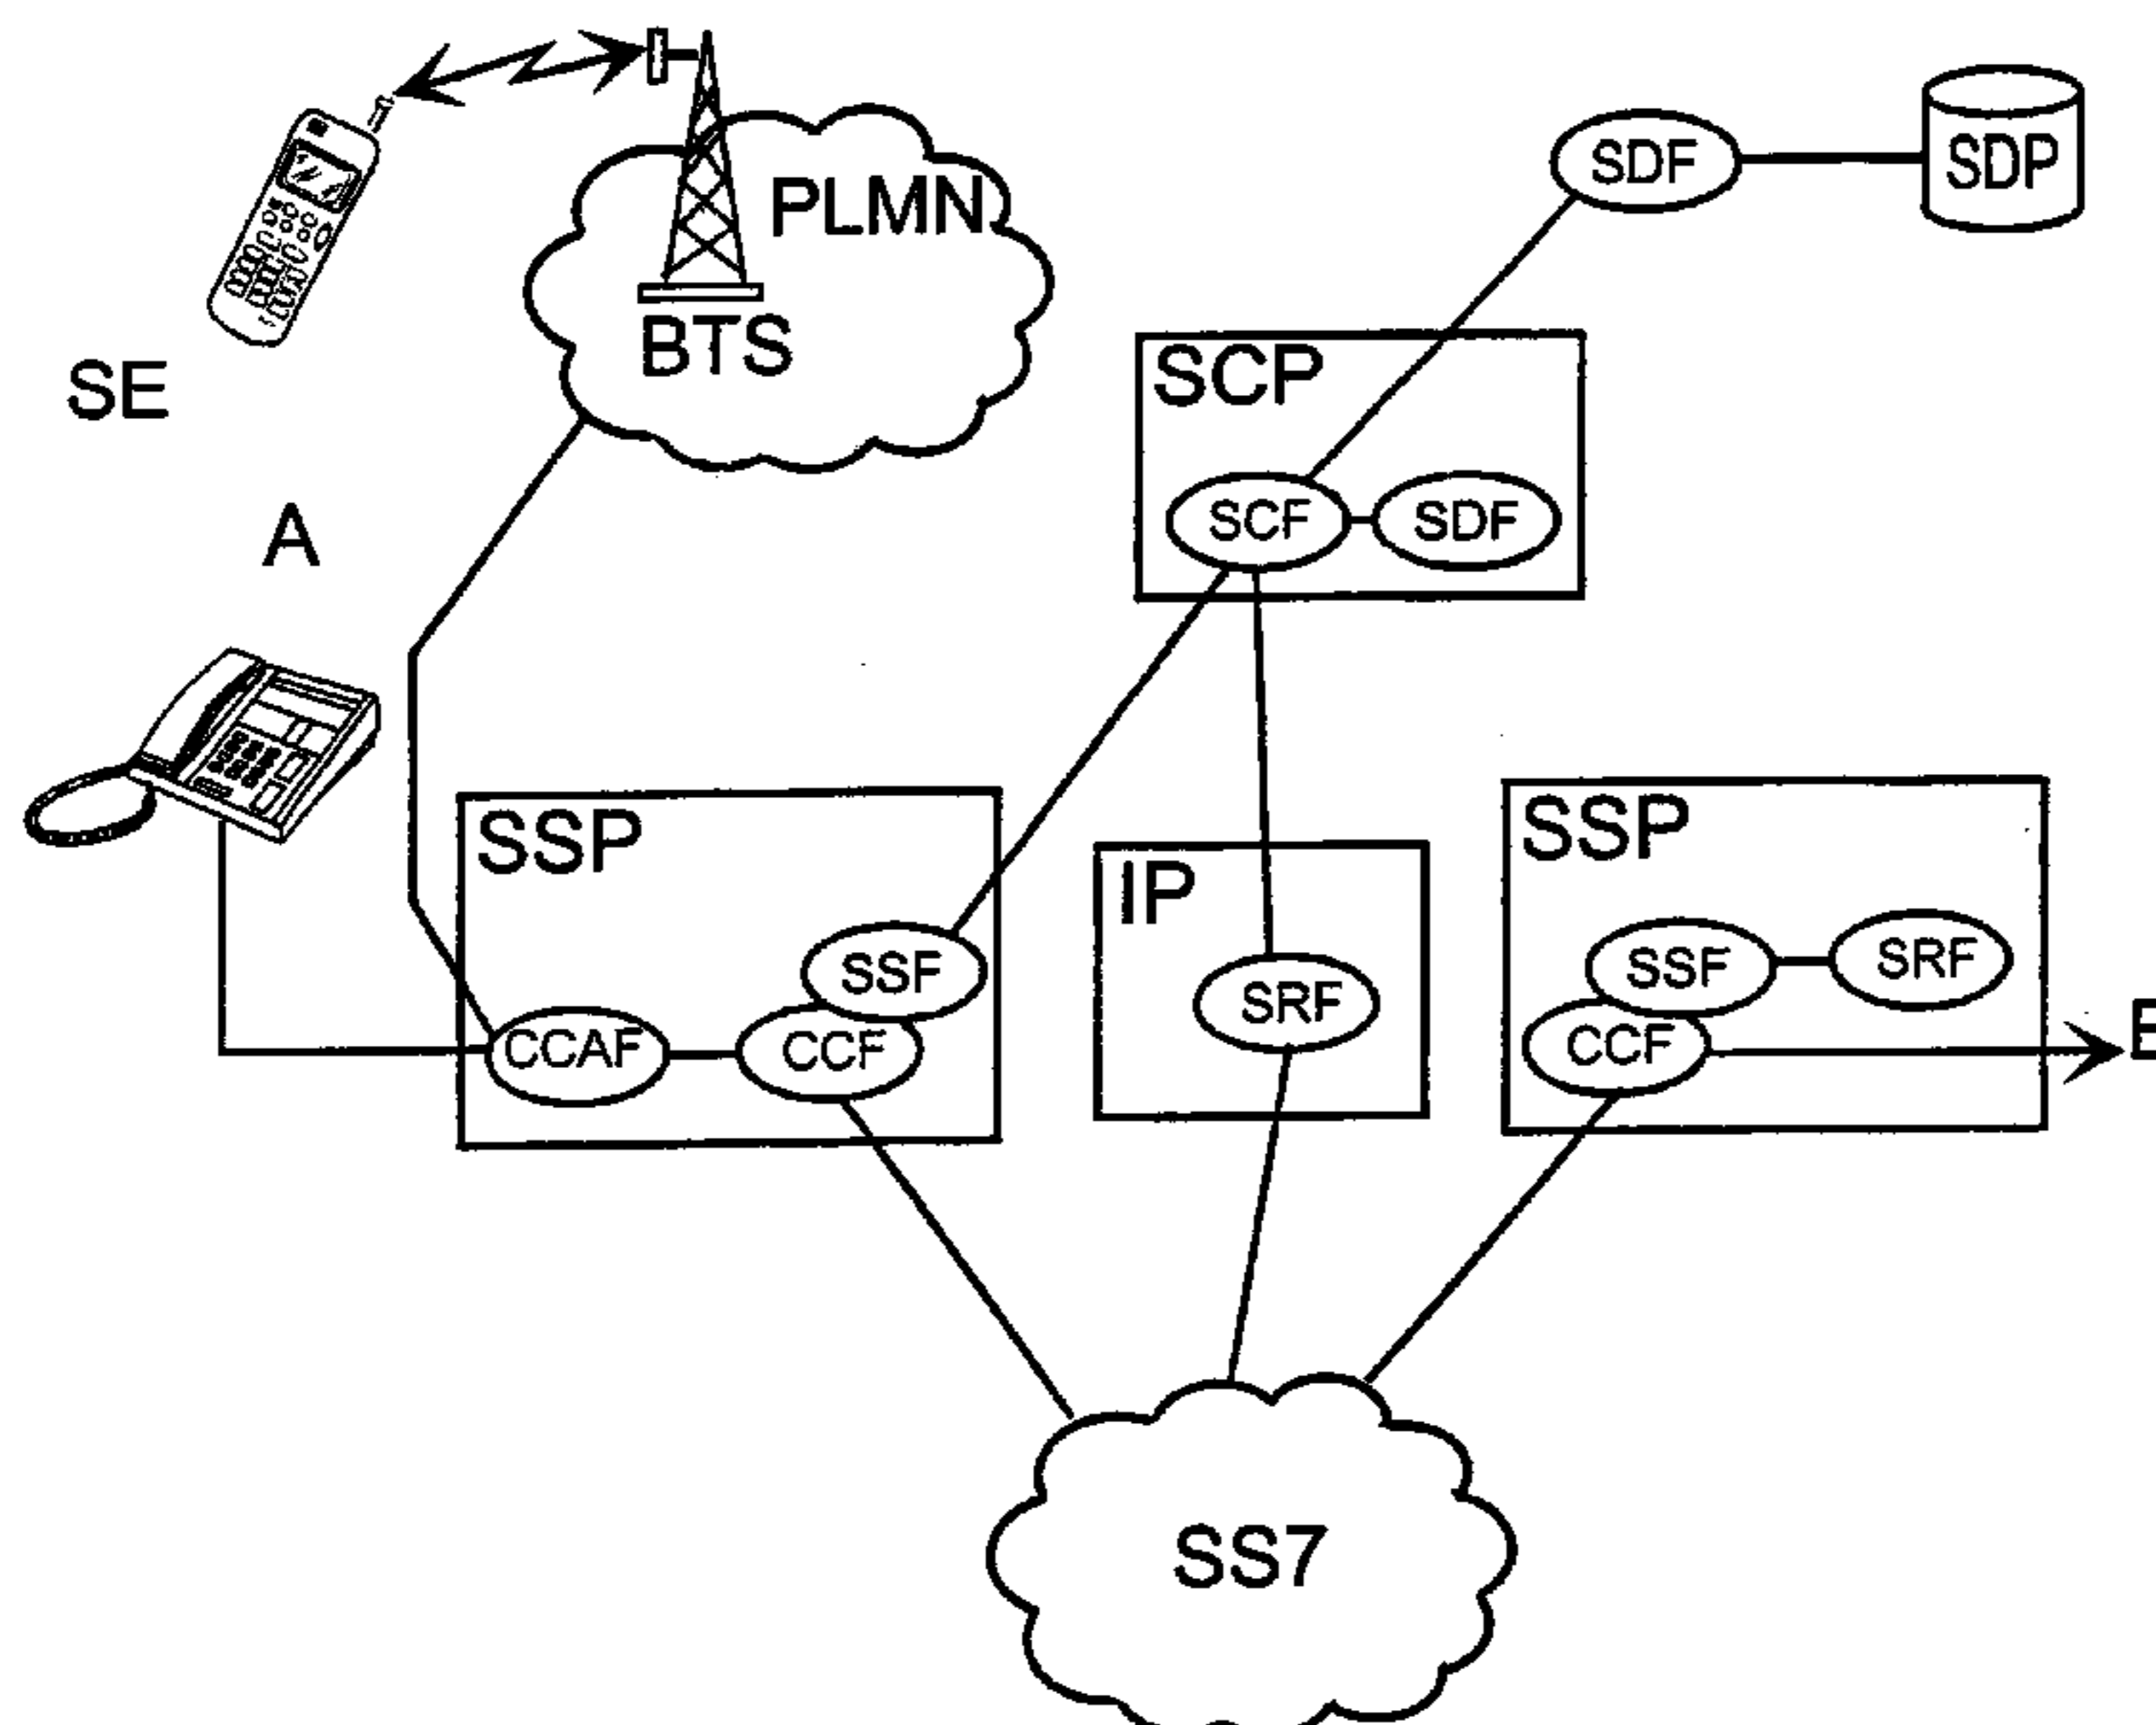 PLMN
BTS
SE
A
SDF
SDP
SCP
SCF
SDF
SSP
SSF
CCAF
CCF
IP
SRF
SSP
SSF
SRF
CCF
SS7